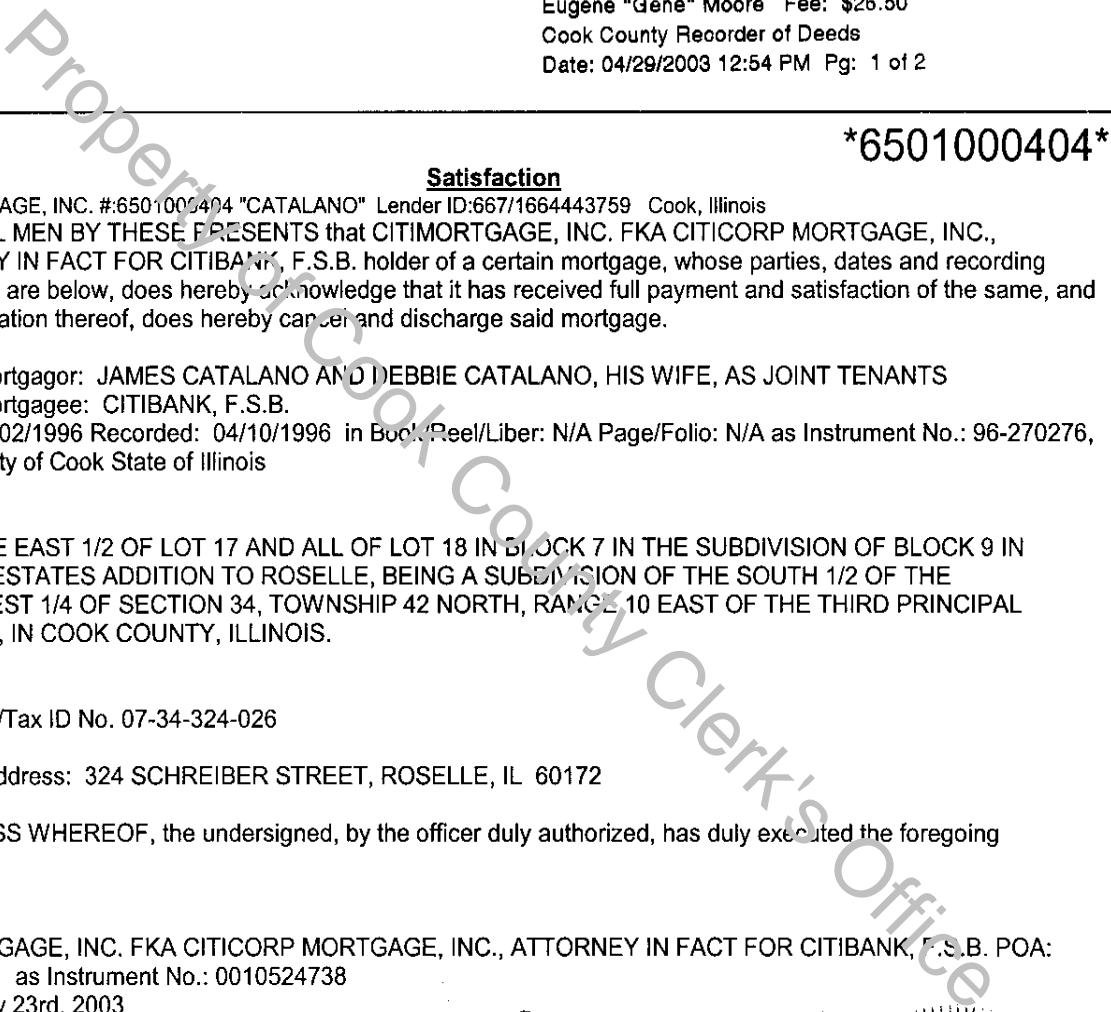 Eugene "Gene" Moore Fee: $26.50
Cook County Recorder of Deeds
Date: 04/29/2003 12:54 PM Pg: 1 of 2
*6501000404*
Satisfaction
AGE, INC. #:6501000404 "CATALANO" Lender ID:667/1664443759 Cook, Illinois
MEN BY THESE PRESENTS that CITIMORTGAGE, INC. FKA CITICORP MORTGAGE, INC.,
Y IN FACT FOR CITIBANK, F.S.B. holder of a certain mortgage, whose parties, dates and recording
are below, does hereby acknowledge that it has received full payment and satisfaction of the same, and
ation thereof, does hereby cancel and discharge said mortgage.
rtgagor: JAMES CATALANO AND DEBBIE CATALANO, HIS WIFE, AS JOINT TENANTS
rtgagee: CITIBANK, F.S.B.
02/1996 Recorded: 04/10/1996 in Book/Reel/Liber: N/A Page/Folio: N/A as Instrument No.: 96-270276,
ty of Cook State of Illinois
E EAST 1/2 OF LOT 17 AND ALL OF LOT 18 IN BLOCK 7 IN THE SUBDIVISION OF BLOCK 9 IN
ESTATES ADDITION TO ROSELLE, BEING A SUBDIVISION OF THE SOUTH 1/2 OF THE
EST 1/4 OF SECTION 34, TOWNSHIP 42 NORTH, RANGE 10 EAST OF THE THIRD PRINCIPAL
, IN COOK COUNTY, ILLINOIS.
/Tax ID No. 07-34-324-026
ddress: 324 SCHREIBER STREET, ROSELLE, IL 60172
SS WHEREOF, the undersigned, by the officer duly authorized, has duly executed the foregoing
GAGE, INC. FKA CITICORP MORTGAGE, INC., ATTORNEY IN FACT FOR CITIBANK, F.S.B. POA:
as Instrument No.: 0010524738
y 23rd, 2003
Property of Cook County Clerk's Office